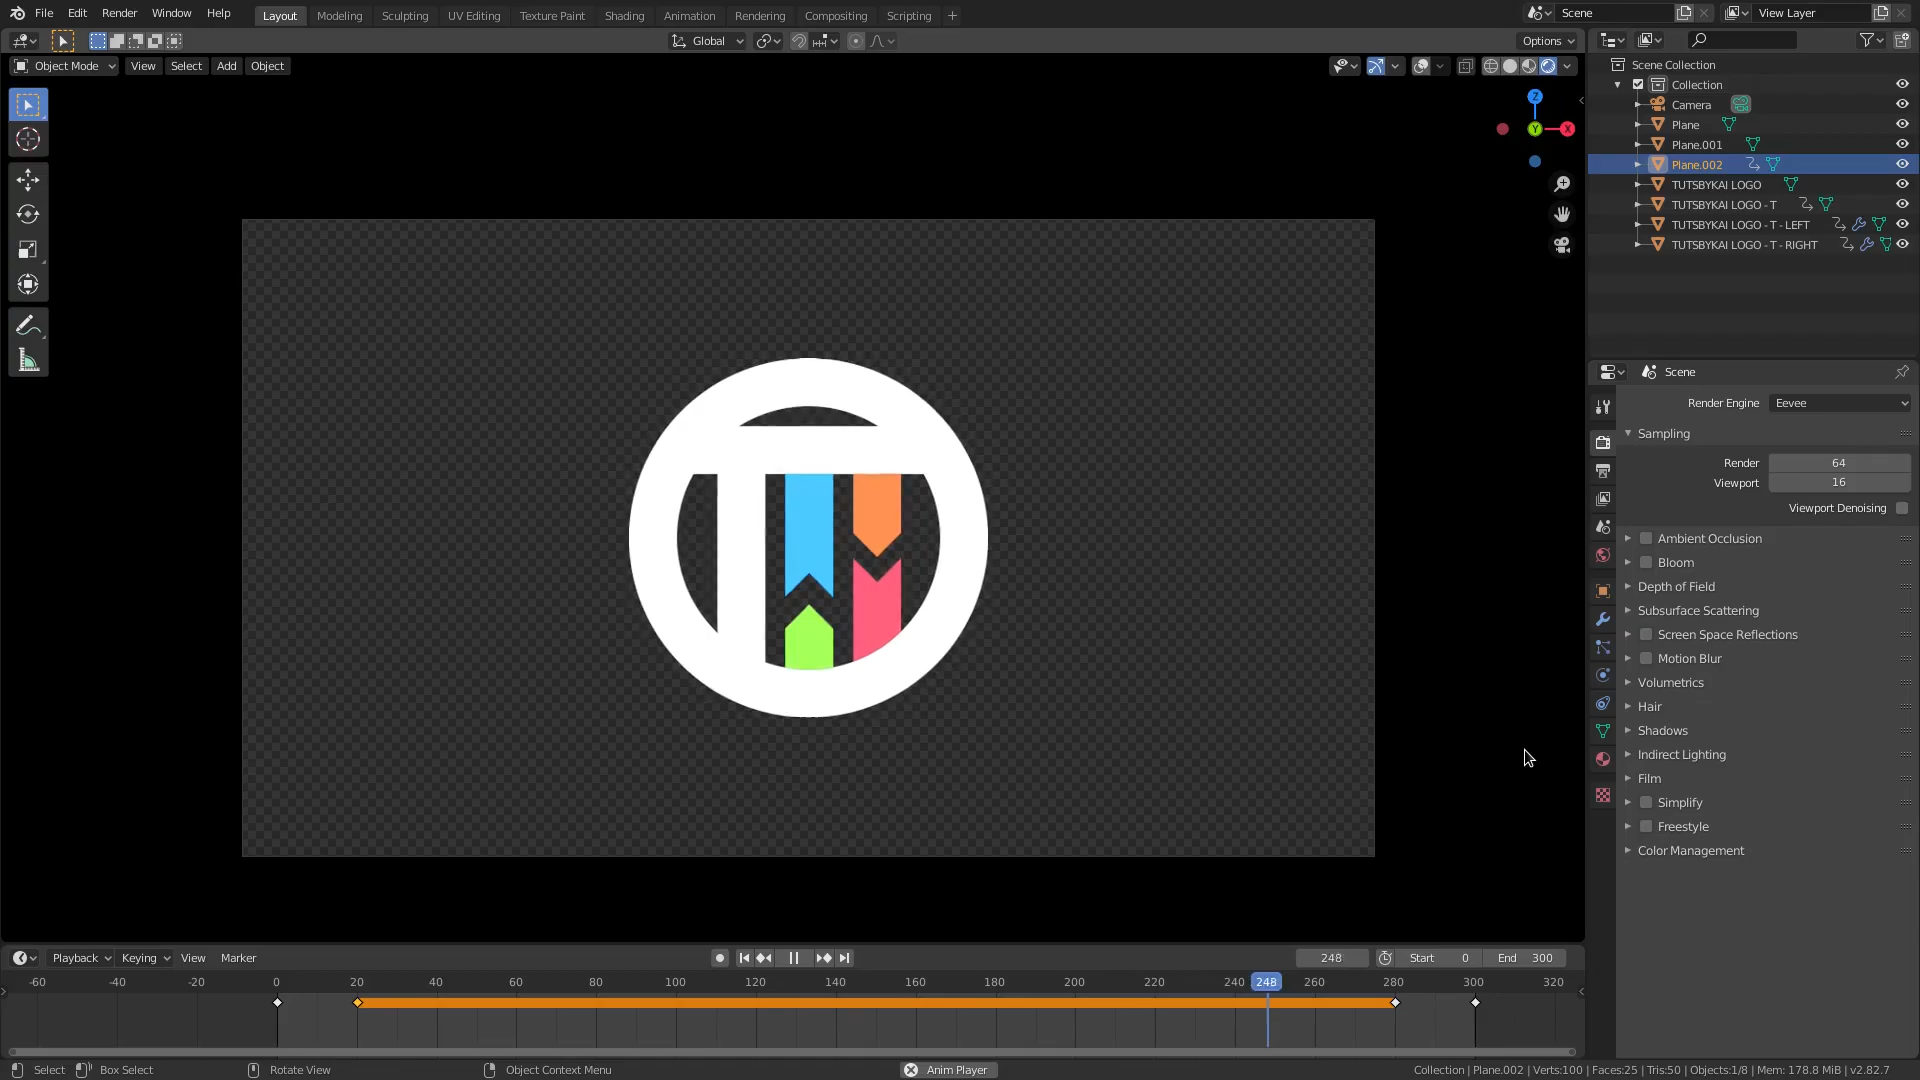 File Edit Render Window Help Layout Modeling Sculpting UV Editing Texture Paint Shading Animation Rendering Compositing Scripting + Scene View Layer
Global Options
Object Mode View Select Add Object
Z
Y X
Scene Collection
Collection
Camera
Plane
Plane.001
Plane.002
TUTSBYKAI LOGO
TUTSBYKAI LOGO - T
TUTSBYKAI LOGO - T - LEFT
TUTSBYKAI LOGO - T - RIGHT
Scene
Render Engine Eevee
Sampling
Render 64
Viewport 16
Viewport Denoising
Ambient Occlusion
Bloom
Depth of Field
Subsurface Scattering
Screen Space Reflections
Motion Blur
Volumetrics
Hair
Shadows
Indirect Lighting
Film
Simplify
Freestyle
Color Management
Playback Keying View Marker 248 Start 0 End 300
-60 -40 -20 0 20 40 60 80 100 120 140 160 180 200 220 240 248 260 280 300 320
Select Box Select Rotate View Object Context Menu Anim Player Collection | Plane.002 | Verts:100 | Faces:25 | Tris:50 | Objects:1/8 | Mem: 178.8 MiB | v2.82.7